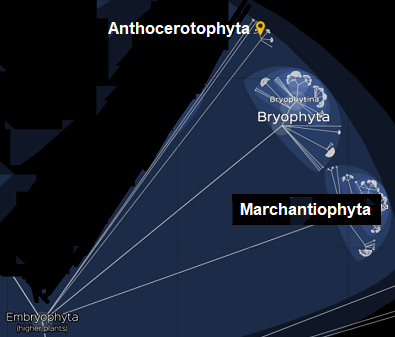 Anthocerotophyta
Bryophytina
Bryophyta
Marchantiophyta
Embryophyta
(higher plants)